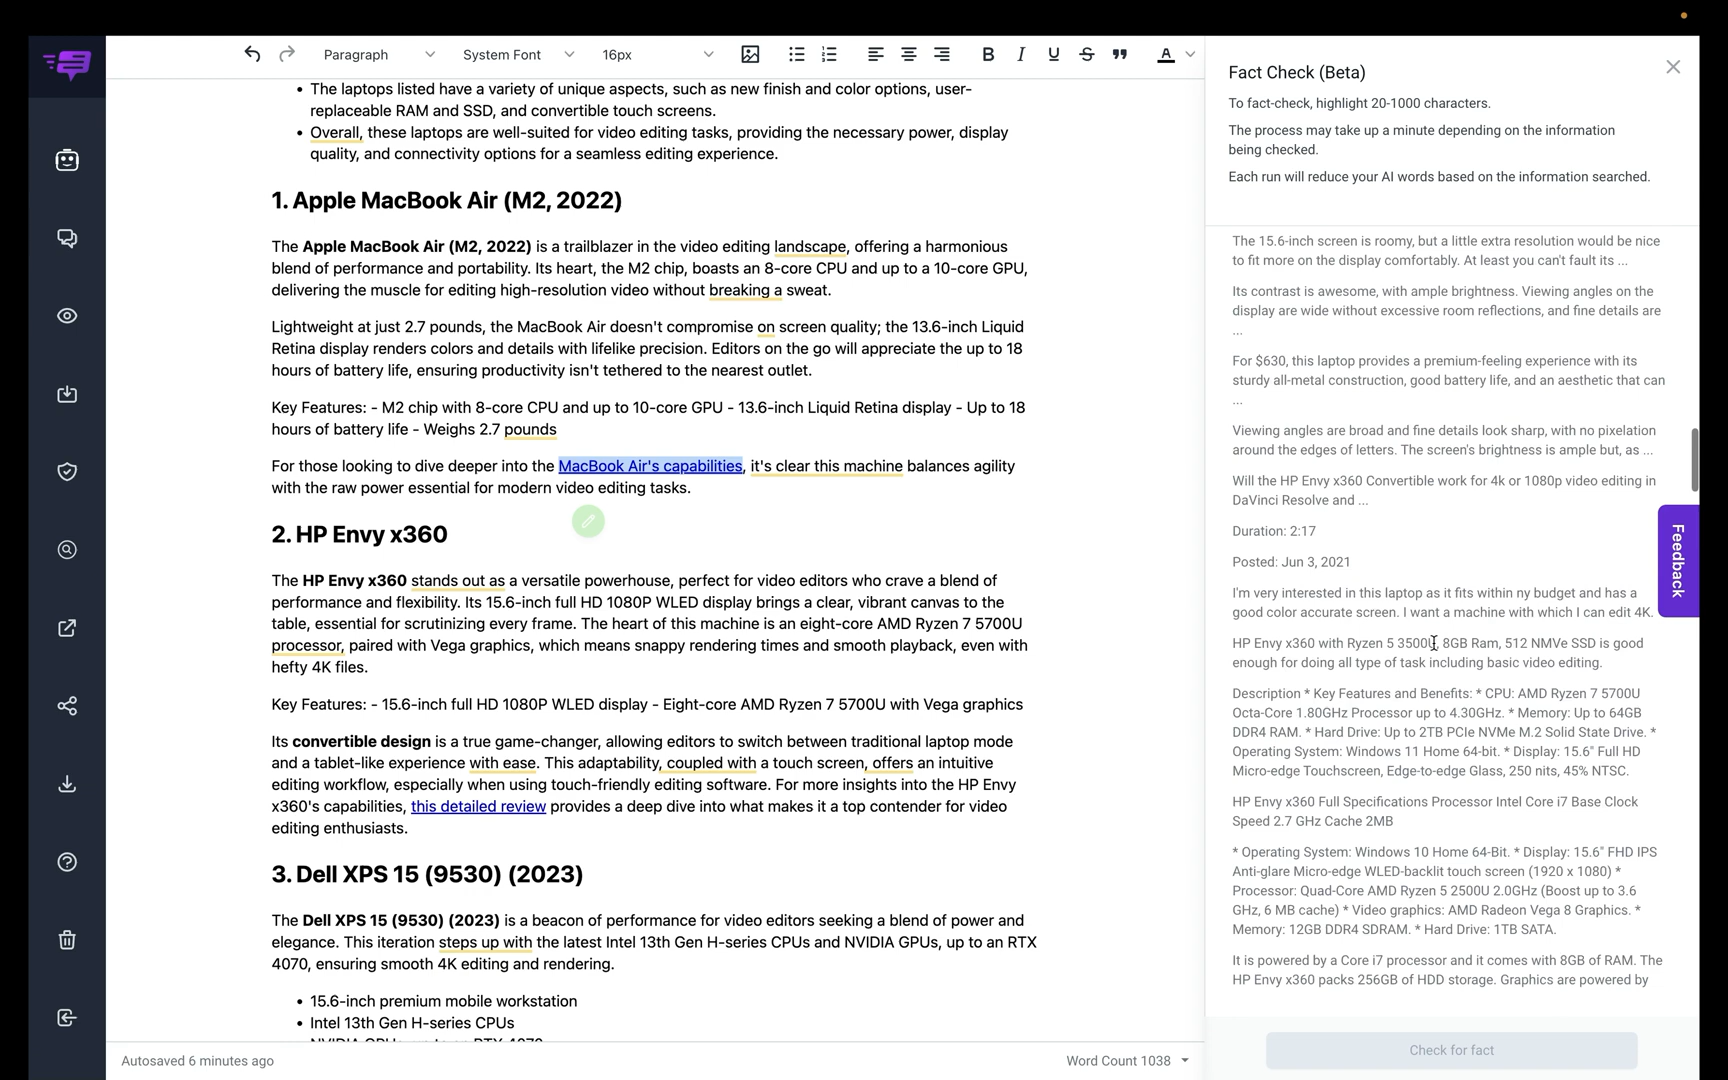 Paragraph
System Font
16px
B
I
U
S
A
• The laptops listed have a variety of unique aspects, such as new finish and color options, user-
replaceable RAM and SSD, and convertible touch screens.
• Overall, these laptops are well-suited for video editing tasks, providing the necessary power, display
quality, and connectivity options for a seamless editing experience.
1. Apple MacBook Air (M2, 2022)
The Apple MacBook Air (M2, 2022) is a trailblazer in the video editing landscape, offering a harmonious
blend of performance and portability. Its heart, the M2 chip, boasts an 8-core CPU and up to a 10-core GPU,
delivering the muscle for editing high-resolution video without breaking a sweat.
Lightweight at just 2.7 pounds, the MacBook Air doesn't compromise on screen quality; the 13.6-inch Liquid
Retina display renders colors and details with lifelike precision. Editors on the go will appreciate the up to 18
hours of battery life, ensuring productivity isn't tethered to the nearest outlet.
Key Features: - M2 chip with 8-core CPU and up to 10-core GPU - 13.6-inch Liquid Retina display - Up to 18
hours of battery life - Weighs 2.7 pounds
For those looking to dive deeper into the MacBook Air's capabilities, it's clear this machine balances agility
with the raw power essential for modern video editing tasks.
2. HP Envy x360
The HP Envy x360 stands out as a versatile powerhouse, perfect for video editors who crave a blend of
performance and flexibility. Its 15.6-inch full HD 1080P WLED display brings a clear, vibrant canvas to the
table, essential for scrutinizing every frame. The heart of this machine is an eight-core AMD Ryzen 7 5700U
processor, paired with Vega graphics, which means snappy rendering times and smooth playback, even with
hefty 4K files.
Key Features: - 15.6-inch full HD 1080P WLED display - Eight-core AMD Ryzen 7 5700U with Vega graphics
Its convertible design is a true game-changer, allowing editors to switch between traditional laptop mode
and a tablet-like experience with ease. This adaptability, coupled with a touch screen, offers an intuitive
editing workflow, especially when using touch-friendly editing software. For more insights into the HP Envy
x360's capabilities, this detailed review provides a deep dive into what makes it a top contender for video
editing enthusiasts.
3. Dell XPS 15 (9530) (2023)
The Dell XPS 15 (9530) (2023) is a beacon of performance for video editors seeking a blend of power and
elegance. This iteration steps up with the latest Intel 13th Gen H-series CPUs and NVIDIA GPUs, up to an RTX
4070, ensuring smooth 4K editing and rendering.
• 15.6-inch premium mobile workstation
• Intel 13th Gen H-series CPUs
Autosaved 6 minutes ago
Word Count 1038
Fact Check (Beta)
To fact-check, highlight 20-1000 characters.
The process may take up a minute depending on the information
being checked.
Each run will reduce your AI words based on the information searched.
The 15.6-inch screen is roomy, but a little extra resolution would be nice
to fit more on the display comfortably. At least you can't fault its ...
Its contrast is awesome, with ample brightness. Viewing angles on the
display are wide without excessive room reflections, and fine details are
...
For $630, this laptop provides a premium-feeling experience with its
sturdy all-metal construction, good battery life, and an aesthetic that can
...
Viewing angles are broad and fine details look sharp, with no pixelation
around the edges of letters. The screen's brightness is ample but, as ...
Will the HP Envy x360 Convertible work for 4k or 1080p video editing in
DaVinci Resolve and ...
Duration: 2:17
Posted: Jun 3, 2021
I'm very interested in this laptop as it fits within ny budget and has a
good color accurate screen. I want a machine with which I can edit 4K.
HP Envy x360 with Ryzen 5 3500U, 8GB Ram, 512 NMVe SSD is good
enough for doing all type of task including basic video editing.
Description * Key Features and Benefits: * CPU: AMD Ryzen 7 5700U
Octa-Core 1.80GHz Processor up to 4.30GHz. * Memory: Up to 64GB
DDR4 RAM. * Hard Drive: Up to 2TB PCIe NVMe M.2 Solid State Drive. *
Operating System: Windows 11 Home 64-bit. * Display: 15.6" Full HD
Micro-edge Touchscreen, Edge-to-edge Glass, 250 nits, 45% NTSC.
HP Envy x360 Full Specifications Processor Intel Core i7 Base Clock
Speed 2.7 GHz Cache 2MB
* Operating System: Windows 10 Home 64-Bit. * Display: 15.6" FHD IPS
Anti-glare Micro-edge WLED-backlit touch screen (1920 x 1080) *
Processor: Quad-Core AMD Ryzen 5 2500U 2.0GHz (Boost up to 3.6
GHz, 6 MB cache) * Video graphics: AMD Radeon Vega 8 Graphics. *
Memory: 12GB DDR4 SDRAM. * Hard Drive: 1TB SATA.
It is powered by a Core i7 processor and it comes with 8GB of RAM. The
HP Envy x360 packs 256GB of HDD storage. Graphics are powered by
Check for fact
Feedback